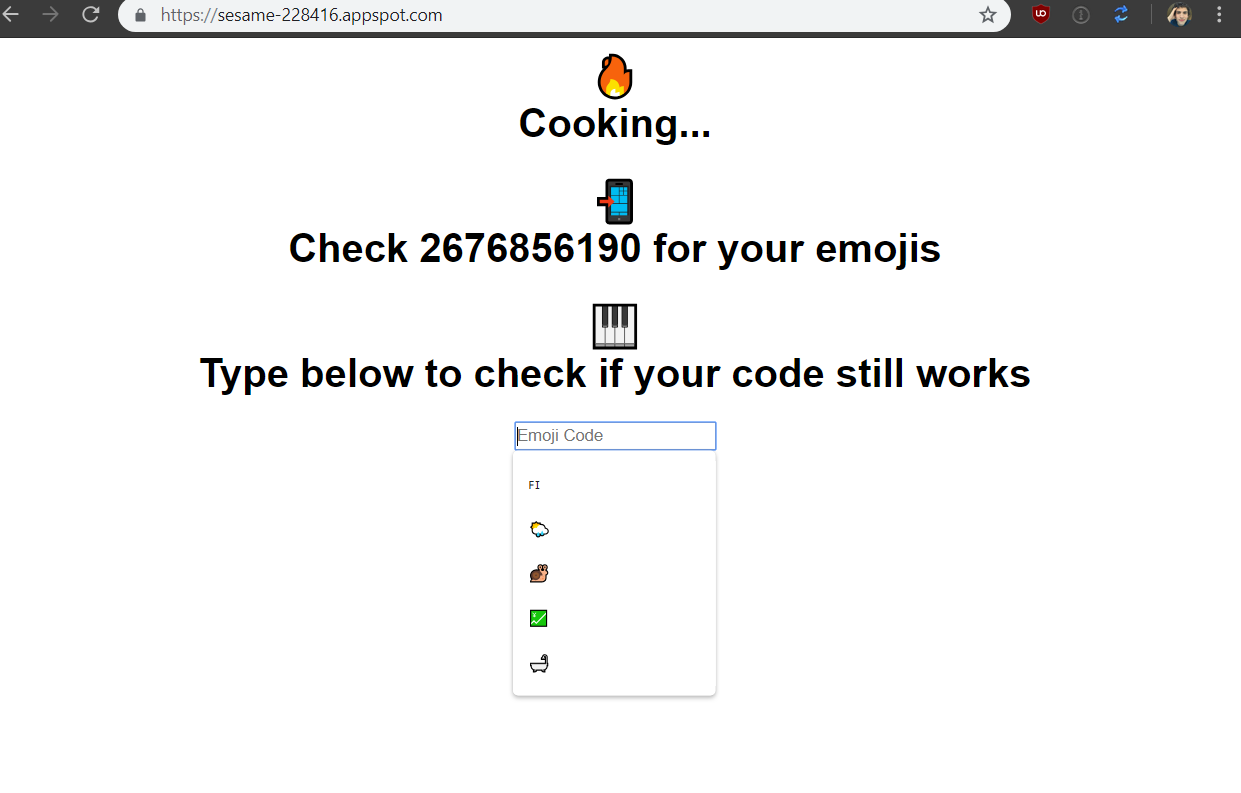 https://sesame-228416.appspot.com
Cooking...
Check 2676856190 for your emojis
Type below to check if your code still works
Emoji Code
FI